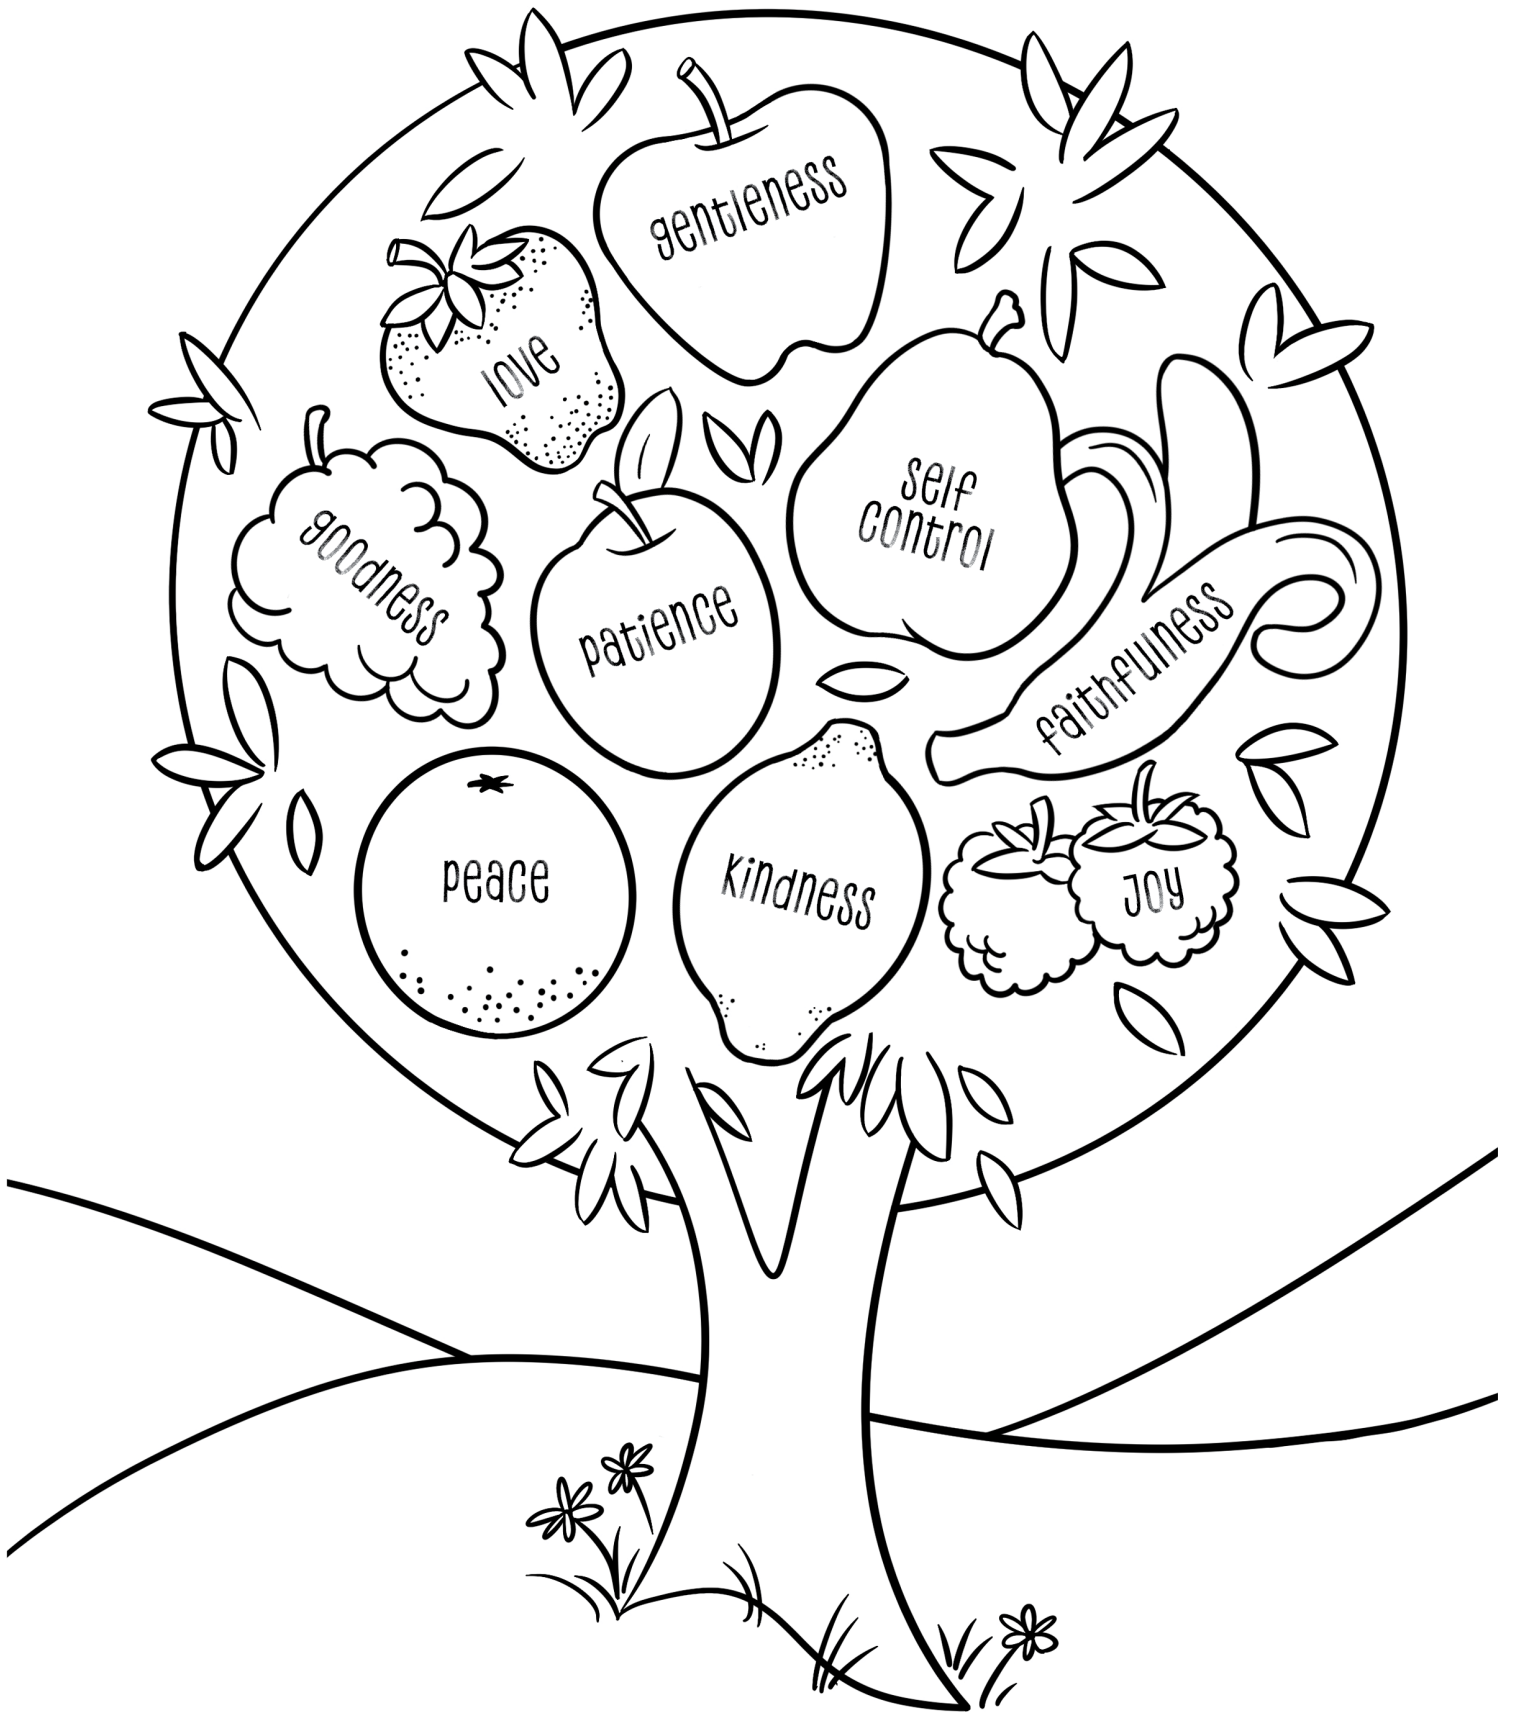 gentleness
love
self
control
goodness
patience
faithfulness
peace
kindness
JOY